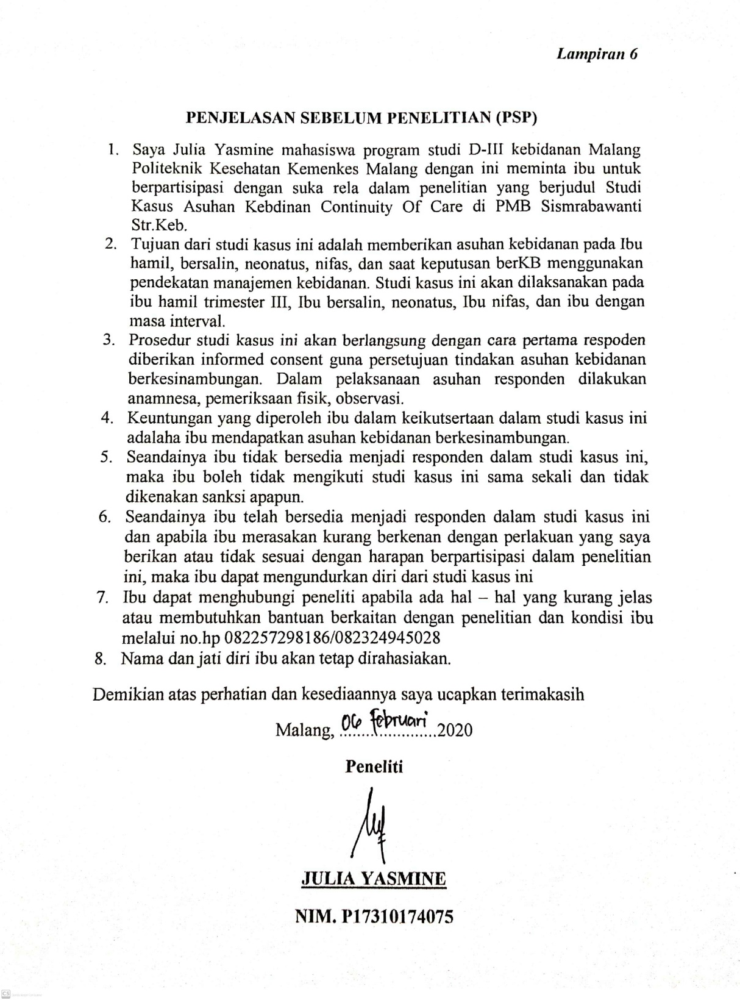 Lampiran 6
PENJELASAN SEBELUM PENELITIAN (PSP)
1. Saya Julia Yasmine mahasiswa program studi D-III kebidanan Malang
Politeknik Kesehatan Kemenkes Malang dengan ini meminta ibu untuk
berpartisipasi dengan suka rela dalam penelitian yang berjudul Studi
Kasus Asuhan Kebdinan Continuity Of Care di PMB Sismrabawanti
Str.Keb.
2. Tujuan dari studi kasus ini adalah memberikan asuhan kebidanan pada Ibu
hamil, bersalin, neonatus, nifas, dan saat keputusan berKB menggunakan
pendekatan manajemen kebidanan. Studi kasus ini akan dilaksanakan pada
ibu hamil trimester III, Ibu bersalin, neonatus, Ibu nifas, dan ibu dengan
masa interval.
3. Prosedur studi kasus ini akan berlangsung dengan cara pertama respoden
diberikan informed consent guna persetujuan tindakan asuhan kebidanan
berkesinambungan. Dalam pelaksanaan asuhan responden dilakukan
anamnesa, pemeriksaan fisik, observasi.
4. Keuntungan yang diperoleh ibu dalam keikutsertaan dalam studi kasus ini
adalaha ibu mendapatkan asuhan kebidanan berkesinambungan.
5. Seandainya ibu tidak bersedia menjadi responden dalam studi kasus ini,
maka ibu boleh tidak mengikuti studi kasus ini sama sekali dan tidak
dikenakan sanksi apapun.
6. Seandainya ibu telah bersedia menjadi responden dalam studi kasus ini
dan apabila ibu merasakan kurang berkenan dengan perlakuan yang saya
berikan atau tidak sesuai dengan harapan berpartisipasi dalam penelitian
ini, maka ibu dapat mengundurkan diri dari studi kasus ini
7. Ibu dapat menghubungi peneliti apabila ada hal – hal yang kurang jelas
atau membutuhkan bantuan berkaitan dengan penelitian dan kondisi ibu
melalui no.hp 082257298186/082324945028
8. Nama dan jati diri ibu akan tetap dirahasiakan.
Demikian atas perhatian dan kesediaannya saya ucapkan terimakasih
Malang, 06 februari 2020
Peneliti
JULIA YASMINE
NIM. P17310174075
CS